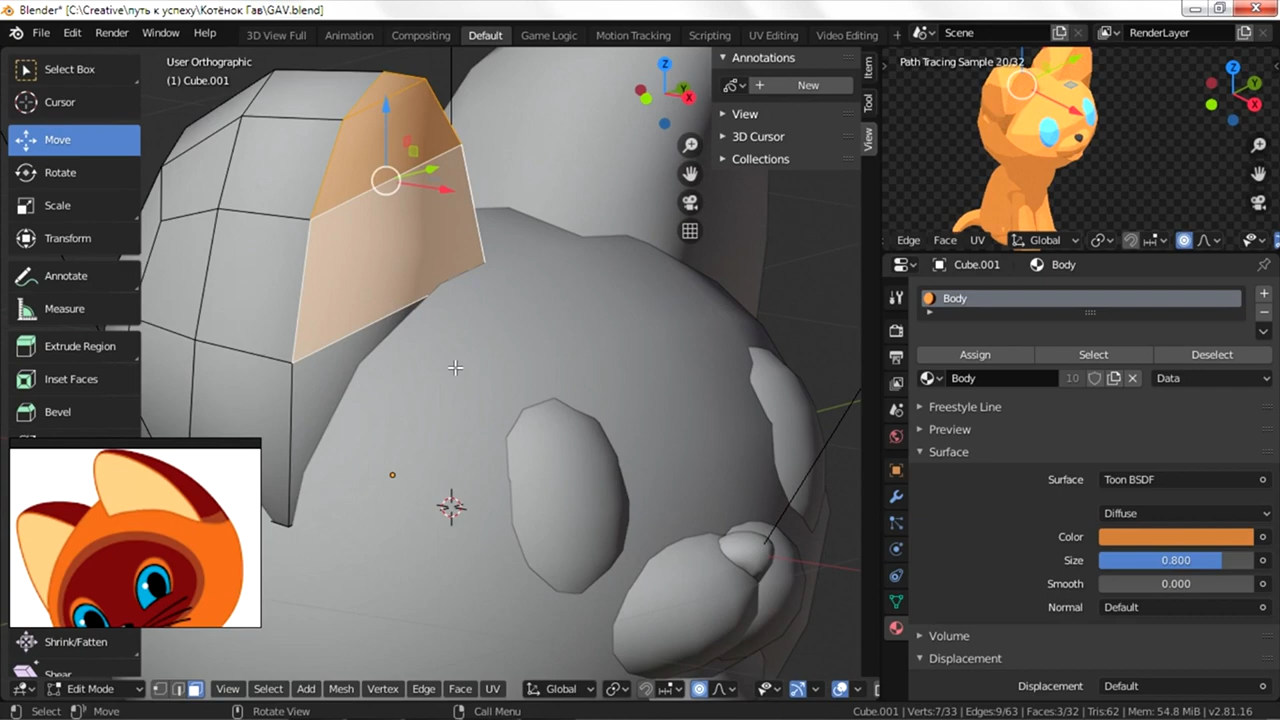 Blender* [C:\Creative\путь к успеху\Котёнок Гав\GAV.blend]
File Edit Render Window Help
3D View Full Animation Compositing Default Game Logic Motion Tracking Scripting UV Editing Video Editing +
Scene
RenderLayer
Select Box
Cursor
Move
Rotate
Scale
Transform
Annotate
Measure
Extrude Region
Inset Faces
Bevel
Shrink/Fatten
Shear
User Orthographic
(1) Cube.001
Z
Y
X
Annotations
New
View
3D Cursor
Collections
Item
Tool
View
Path Tracing Sample 20/32
Z
Y
X
Edge Face UV Global
Cube.001 Body
Body
Assign Select Deselect
Body 10 Data
Freestyle Line
Preview
Surface
Surface Toon BSDF
Diffuse
Color
Size 0.800
Smooth 0.000
Normal Default
Volume
Displacement
Displacement Default
Edit Mode View Select Add Mesh Vertex Edge Face UV Global
Select Move Rotate View Call Menu
Cube.001 | Verts:7/33 | Edges:9/63 | Faces:3/32 | Tris:62 | Mem: 54.8 MiB | v2.81.16